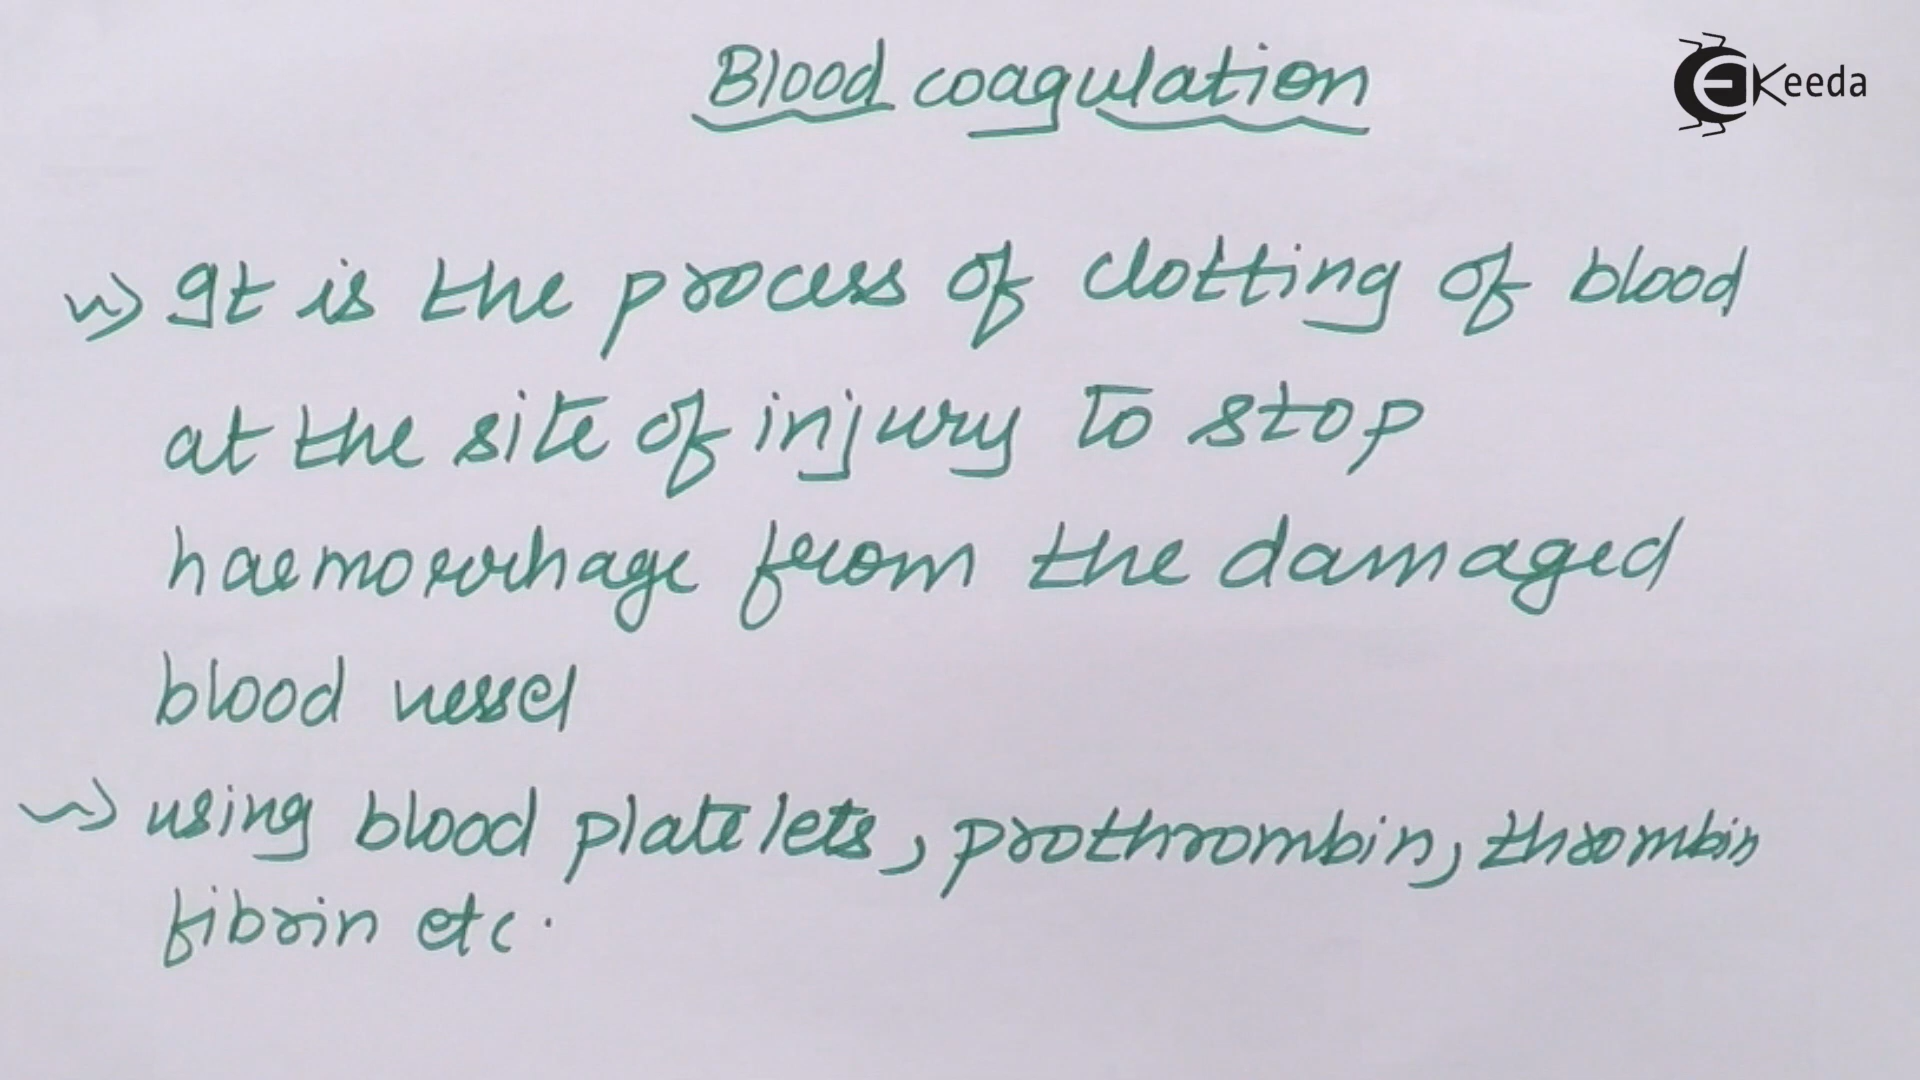 Blood coagulation
EKeeda
It is the process of clotting of blood
at the site of injury to stop
haemorrhage from the damaged
blood vessel
using blood platelets, prothrombin, thrombin
fibrin etc.